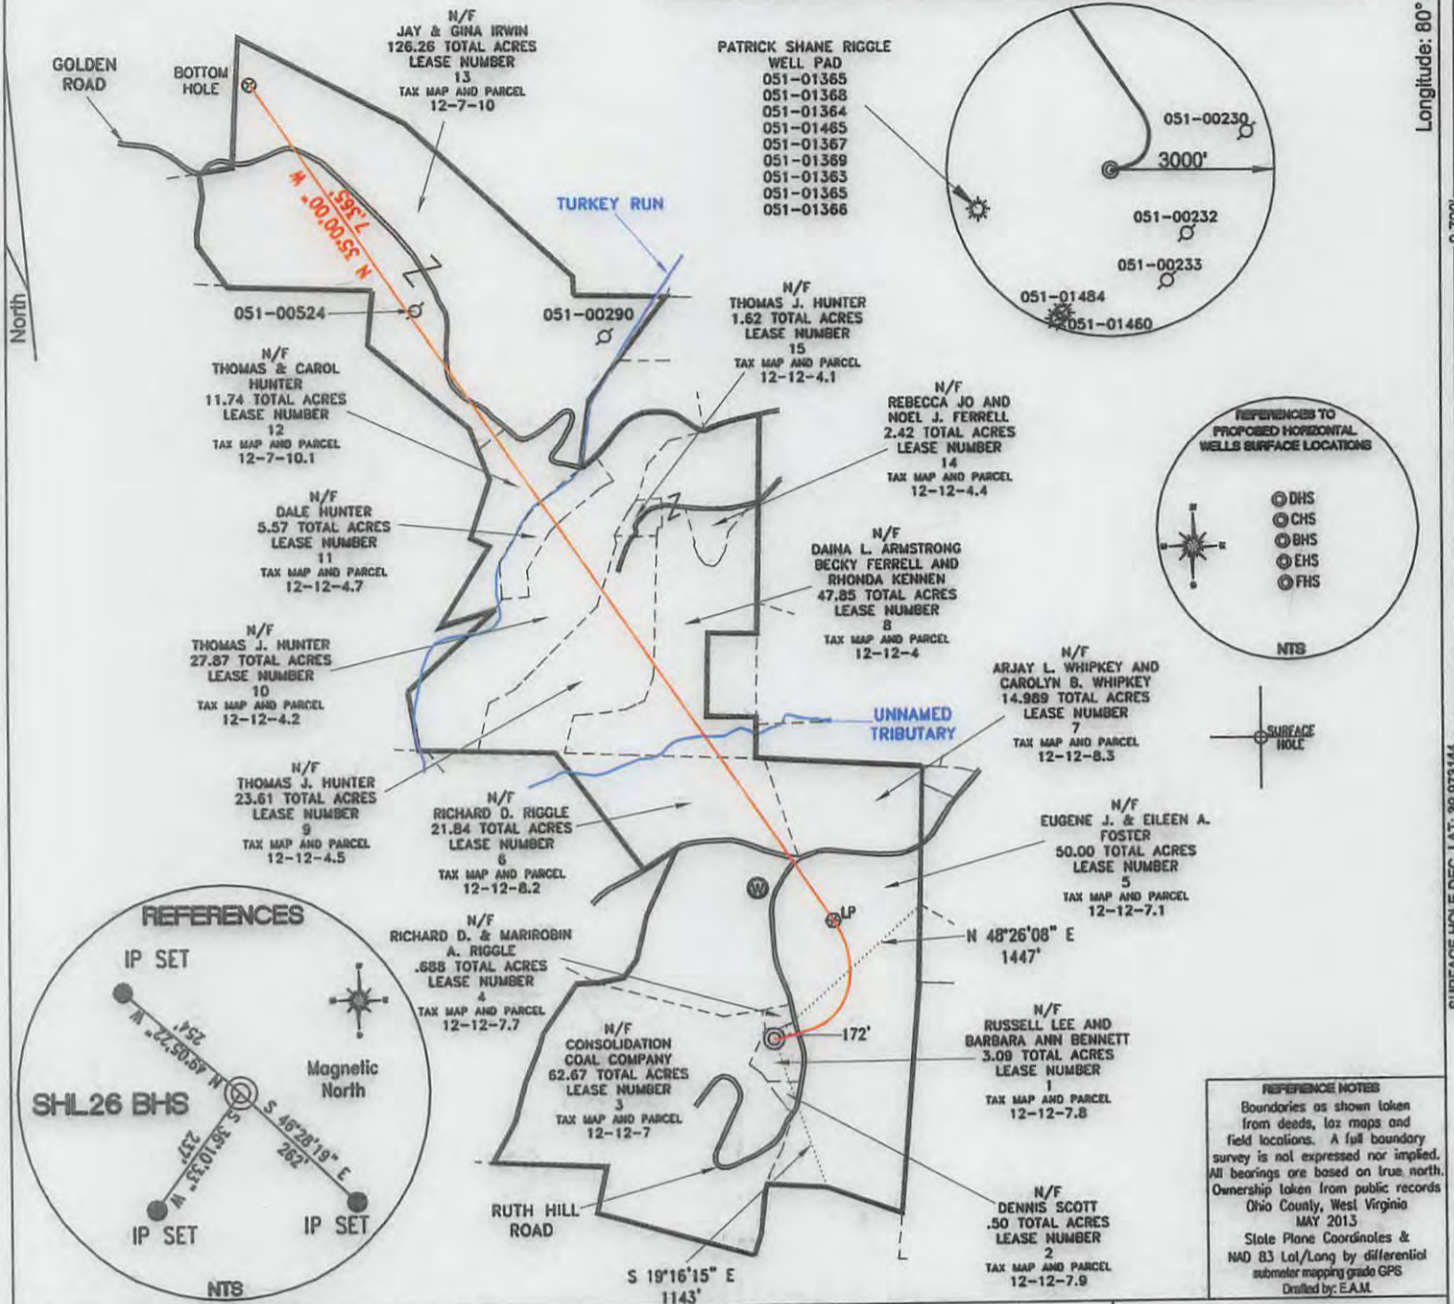 N/F
JAY & GINA IRWIN
126.26 TOTAL ACRES
LEASE NUMBER
13
TAX MAP AND PARCEL
12-7-10
GOLDEN
ROAD
BOTTOM
HOLE
PATRICK SHANE RIGGLE
WELL PAD
051-01365
051-01368
051-01364
051-01465
051-01367
051-01369
051-01363
051-01365
051-01366
051-00230
3000'
051-00232
051-00233
051-01484
051-01460
Longitude: 80°
North
N 35°00'00" W
7,365'
TURKEY RUN
051-00524
051-00290
N/F
THOMAS J. HUNTER
1.62 TOTAL ACRES
LEASE NUMBER
15
TAX MAP AND PARCEL
12-12-4.1
N/F
THOMAS & CAROL
HUNTER
11.74 TOTAL ACRES
LEASE NUMBER
12
TAX MAP AND PARCEL
12-7-10.1
N/F
REBECCA JO AND
NOEL J. FERRELL
2.42 TOTAL ACRES
LEASE NUMBER
14
TAX MAP AND PARCEL
12-12-4.4
REFERENCES TO
PROPOSED HORIZONTAL
WELLS SURFACE LOCATIONS
DHS
CHS
BHS
EHS
FHS
NTS
N/F
DALE HUNTER
5.57 TOTAL ACRES
LEASE NUMBER
11
TAX MAP AND PARCEL
12-12-4.7
N/F
DAINA L. ARMSTRONG
BECKY FERRELL AND
RHONDA KENNEN
47.85 TOTAL ACRES
LEASE NUMBER
8
TAX MAP AND PARCEL
12-12-4
N/F
THOMAS J. HUNTER
27.87 TOTAL ACRES
LEASE NUMBER
10
TAX MAP AND PARCEL
12-12-4.2
N/F
ARJAY L. WHIPKEY AND
CAROLYN B. WHIPKEY
14.989 TOTAL ACRES
LEASE NUMBER
7
TAX MAP AND PARCEL
12-12-8.3
UNNAMED
TRIBUTARY
SURFACE
HOLE
N/F
THOMAS J. HUNTER
23.61 TOTAL ACRES
LEASE NUMBER
9
TAX MAP AND PARCEL
12-12-4.5
N/F
RICHARD D. RIGGLE
21.84 TOTAL ACRES
LEASE NUMBER
6
TAX MAP AND PARCEL
12-12-8.2
N/F
EUGENE J. & EILEEN A.
FOSTER
50.00 TOTAL ACRES
LEASE NUMBER
5
TAX MAP AND PARCEL
12-12-7.1
W
LP
N 48°26'08" E
1447'
N/F
RICHARD D. & MARIROBIN
A. RIGGLE
.688 TOTAL ACRES
LEASE NUMBER
4
TAX MAP AND PARCEL
12-12-7.7
172'
N/F
CONSOLIDATION
COAL COMPANY
62.67 TOTAL ACRES
LEASE NUMBER
3
TAX MAP AND PARCEL
12-12-7
N/F
RUSSELL LEE AND
BARBARA ANN BENNETT
3.09 TOTAL ACRES
LEASE NUMBER
1
TAX MAP AND PARCEL
12-12-7.8
N/F
DENNIS SCOTT
.50 TOTAL ACRES
LEASE NUMBER
2
TAX MAP AND PARCEL
12-12-7.9
RUTH HILL
ROAD
S 19°16'15" E
1143'
REFERENCES
IP SET
N 49°05'22" W
254'
Magnetic
North
SHL26 BHS
S 46°28'19" E
262'
S 36°10'33" W
237'
IP SET
IP SET
NTS
REFERENCE NOTES
Boundaries as shown taken
from deeds, tax maps and
field locations. A full boundary
survey is not expressed nor implied.
All bearings are based on true north.
Ownership taken from public records
Ohio County, West Virginia
MAY 2013
State Plane Coordinates &
NAD 83 Lat/Long by differential
submeter mapping grade GPS
Drafted by: E.A.M.